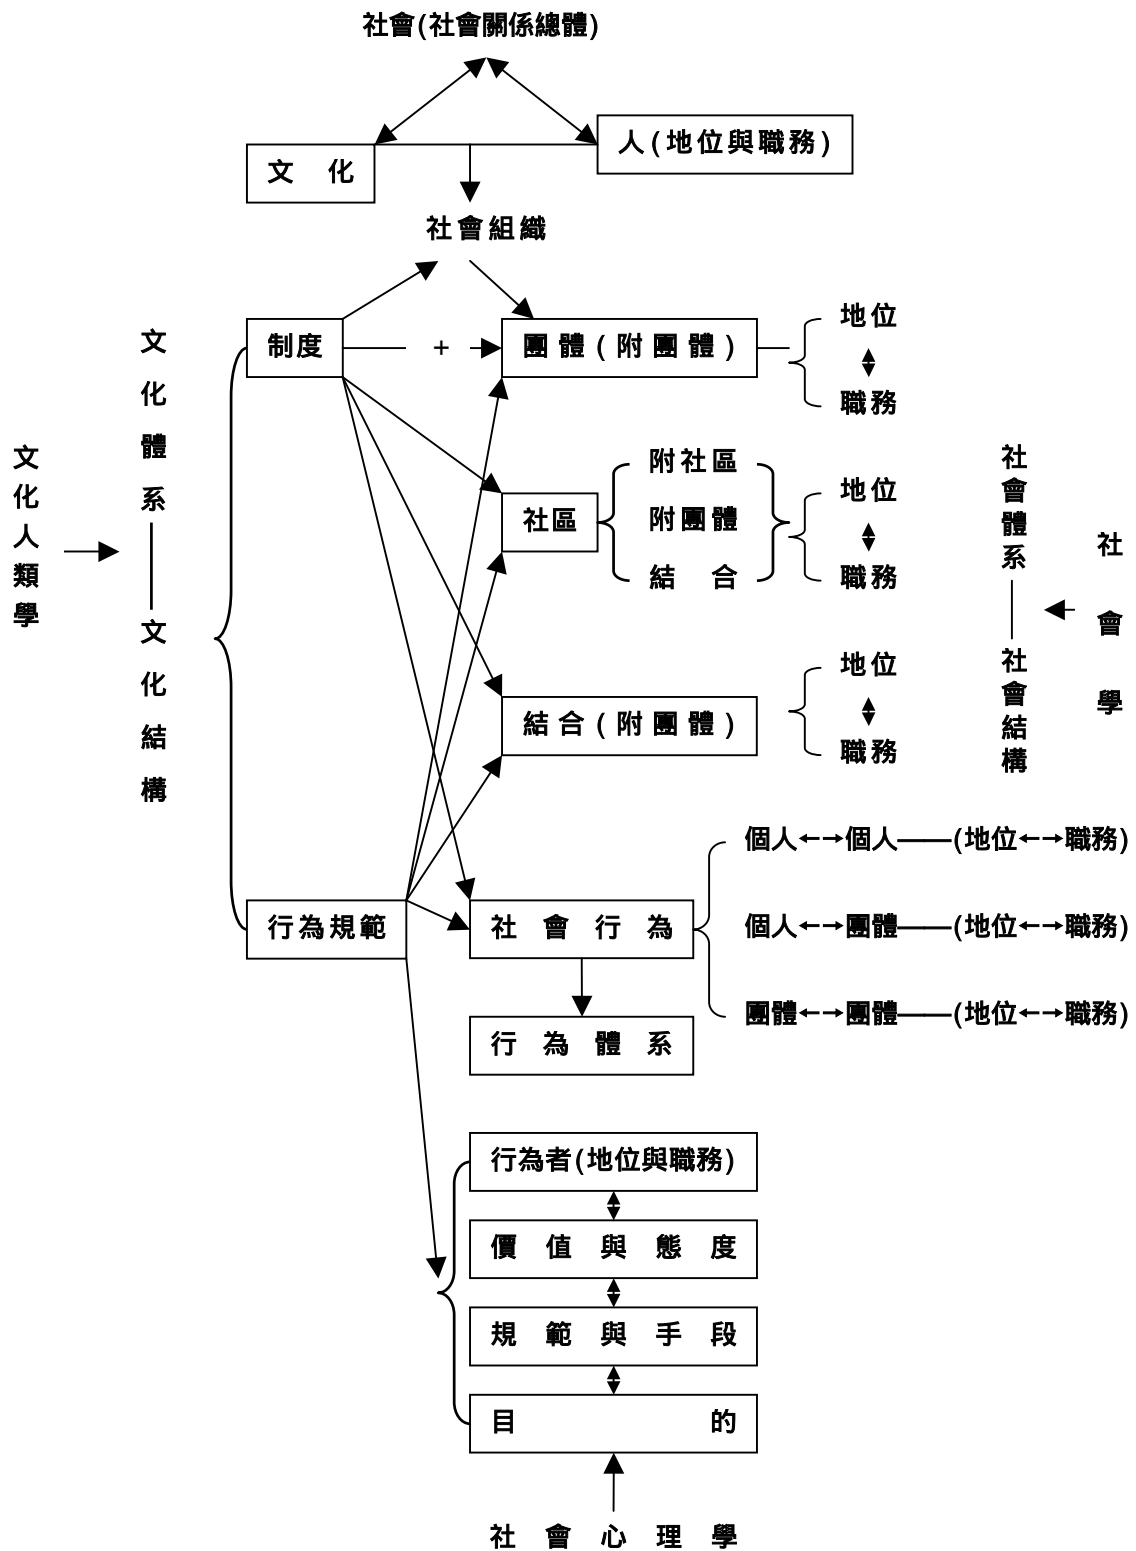 社會(社會關係總體)
人(地位與職務)
文化
社會組織
文化人類學
文化體系——文化結構
制度
+
團體(附團體)
地位
職務
社區
附社區
附團體
結合
地位
職務
結合(附團體)
地位
職務
社會體系——社會結構
社會學
行為規範
社會行為
個人↔個人——(地位↔職務)
個人↔團體——(地位↔職務)
團體↔團體——(地位↔職務)
行為體系
行為者(地位與職務)
價值與態度
規範與手段
目的
社會心理學